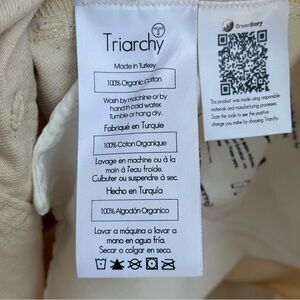 Triarchy
Made in Turkey
100% Organic cotton
Wash by machine or by
hand in cold water.
Tumble or hang dry.
Fabriqué en Turquie
100% Coton Organique
Lavage en machine ou à la
main à l'eau froide.
Culbuter ou suspendre à sec.
Hecho en Turquía
100% Algodón Organico
Lavar a máquina o lavar a
mano en agua fría.
Secar o colgar en seco.
GreenStory
This product was made using responsible
materials and manufacturing processes.
Scan the code to see the positive
change you make by choosing Triarchy.